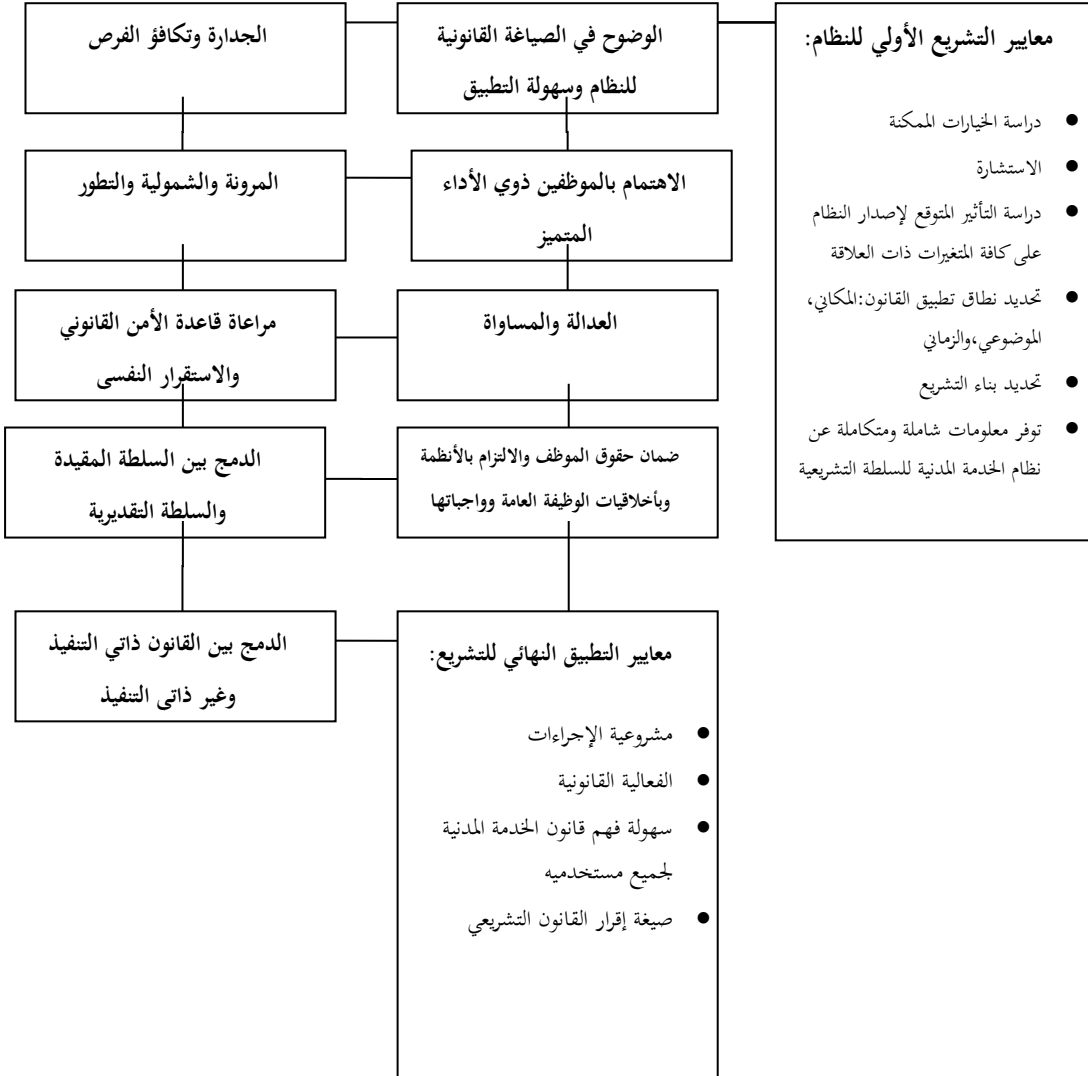 معايير التشريع الأولي للنظام:
● دراسة الخيارات الممكنة
● الاستشارة
● دراسة التأثير المتوقع لإصدار النظام
على كافة المتغيرات ذات العلاقة
● تحديد نطاق تطبيق القانون:المكاني،
الموضوعي،والزماني
● تحديد بناء التشريع
● توفر معلومات شاملة ومتكاملة عن
نظام الخدمة المدنية للسلطة التشريعية
الوضوح في الصياغة القانونية
للنظام وسهولة التطبيق
الجدارة وتكافؤ الفرص
الاهتمام بالموظفين ذوي الأداء
المتميز
المرونة والشمولية والتطور
العدالة والمساواة
مراعاة قاعدة الأمن القانوني
والاستقرار النفسى
ضمان حقوق الموظف والالتزام بالأنظمة
وبأخلاقيات الوظيفة العامة وواجباتها
الدمج بين السلطة المقيدة
والسلطة التقديرية
معايير التطبيق النهائي للتشريع:
● مشروعية الإجراءات
● الفعالية القانونية
● سهولة فهم قانون الخدمة المدنية
لجميع مستخدميه
● صيغة إقرار القانون التشريعي
الدمج بين القانون ذاتي التنفيذ
وغير ذاتى التنفيذ